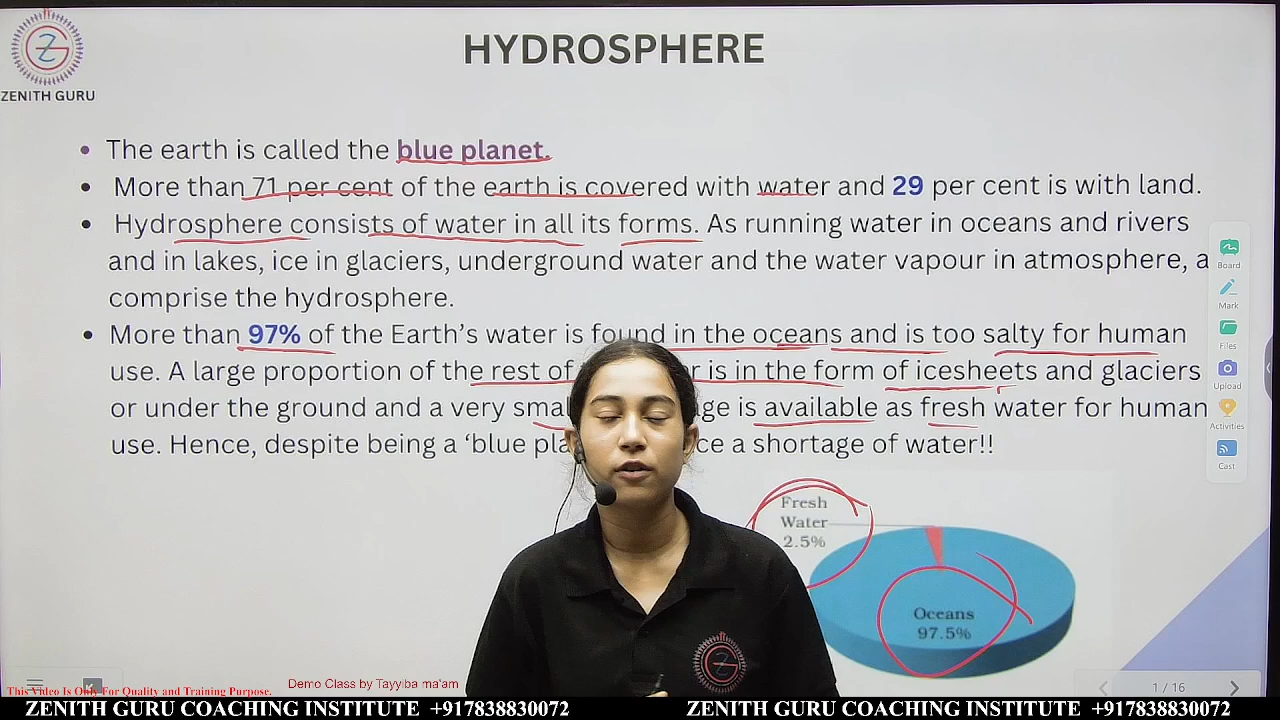 ZENITH GURU
HYDROSPHERE
The earth is called the blue planet.
More than 71 per cent of the earth is covered with water and 29 per cent is with land.
Hydrosphere consists of water in all its forms. As running water in oceans and rivers
and in lakes, ice in glaciers, underground water and the water vapour in atmosphere, a
comprise the hydrosphere.
More than 97% of the Earth's water is found in the oceans and is too salty for human
use. A large proportion of the rest of is in the form of icesheets and glaciers
or under the ground and a very is available as fresh water for human
use. Hence, despite being a 'blue a shortage of water!!
Board
Mark
Files
Upload
Activities
Cast
Fresh
Water
2.5%
Oceans
97.5%
1 / 16
This Video Is Only For Quality and Training Purpose.
Demo Class by Tayyiba ma'am
ZENITH GURU COACHING INSTITUTE +917838830072
ZENITH GURU COACHING INSTITUTE +917838830072